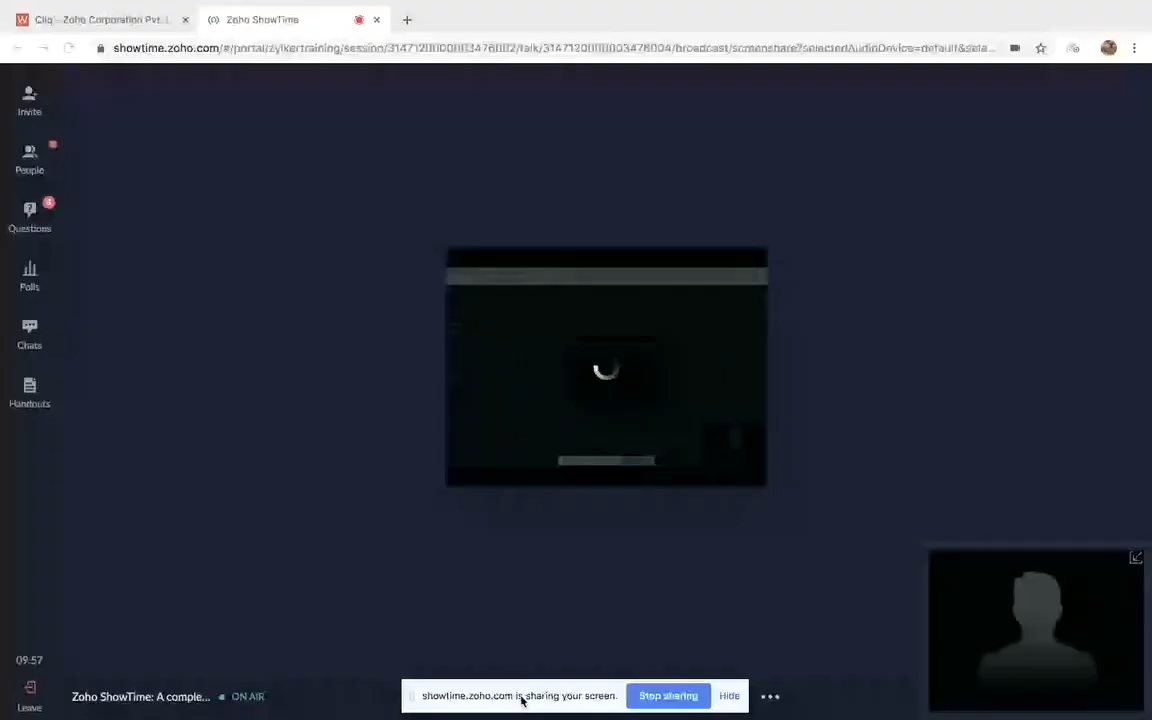 Cliq - Zoho Corporation Pvt. L
Zoho ShowTime
Invite
People
Questions
Polls
Chats
Handouts
09:57
Leave
Zoho ShowTime: A comple... ON AIR
showtime.zoho.com is sharing your screen. Stop sharing Hide